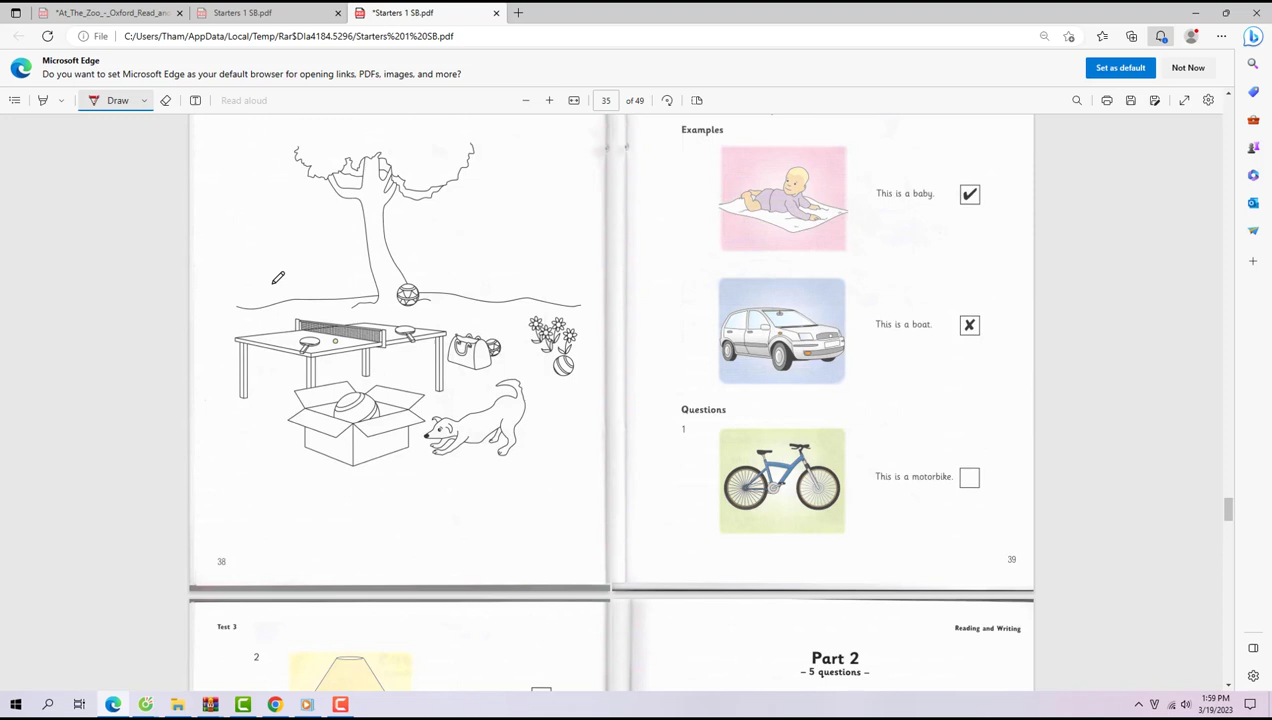 *At_The_Zoo_-_Oxford_Read_an
Starters 1 SB.pdf
*Starters 1 SB.pdf
File
C:/Users/Tham/AppData/Local/Temp/Rar$DIa4184.5296/Starters%201%20SB.pdf
Microsoft Edge
Do you want to set Microsoft Edge as your default browser for opening links, PDFs, images, and more?
Set as default
Not Now
Draw
Read aloud
35 of 49
Examples
This is a baby.
This is a boat.
Questions
1
This is a motorbike.
38
39
Test 3
2
Reading and Writing
Part 2
– 5 questions –
1:59 PM
3/19/2023